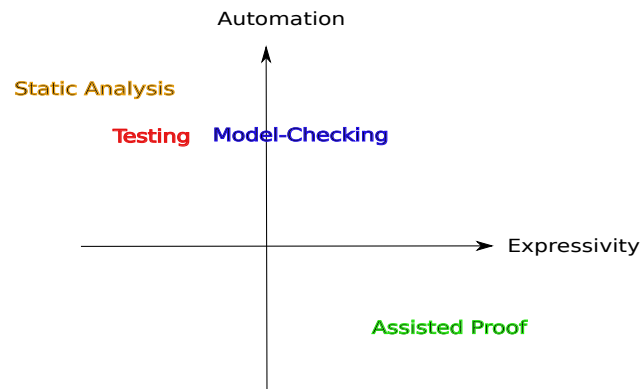 Automation
Static Analysis
Testing
Model-Checking
Expressivity
Assisted Proof